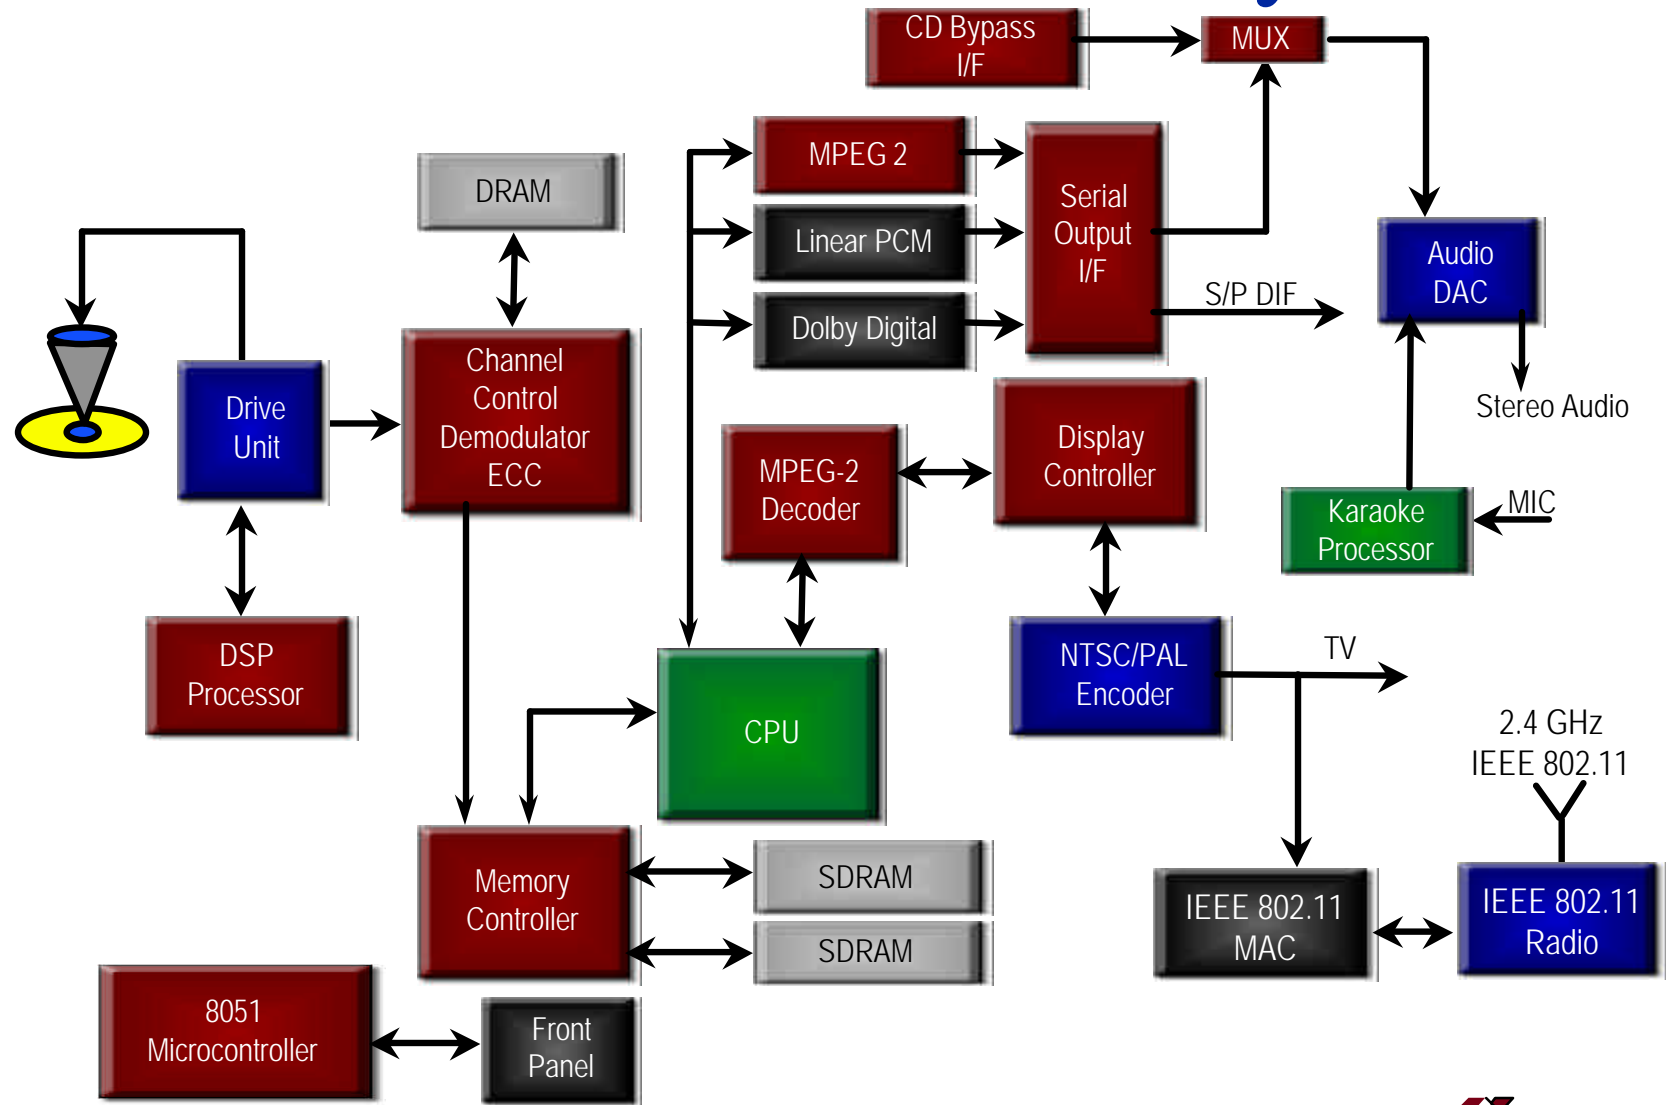 CD Bypass
I/F
MUX
MPEG 2
DRAM
Linear PCM
Serial
Output
I/F
Audio
DAC
S/P DIF
Dolby Digital
Channel
Control
Demodulator
ECC
Drive
Unit
Stereo Audio
MPEG-2
Decoder
Display
Controller
Karaoke
Processor
MIC
DSP
Processor
CPU
NTSC/PAL
Encoder
TV
2.4 GHz
IEEE 802.11
Memory
Controller
SDRAM
SDRAM
IEEE 802.11
MAC
IEEE 802.11
Radio
8051
Microcontroller
Front
Panel